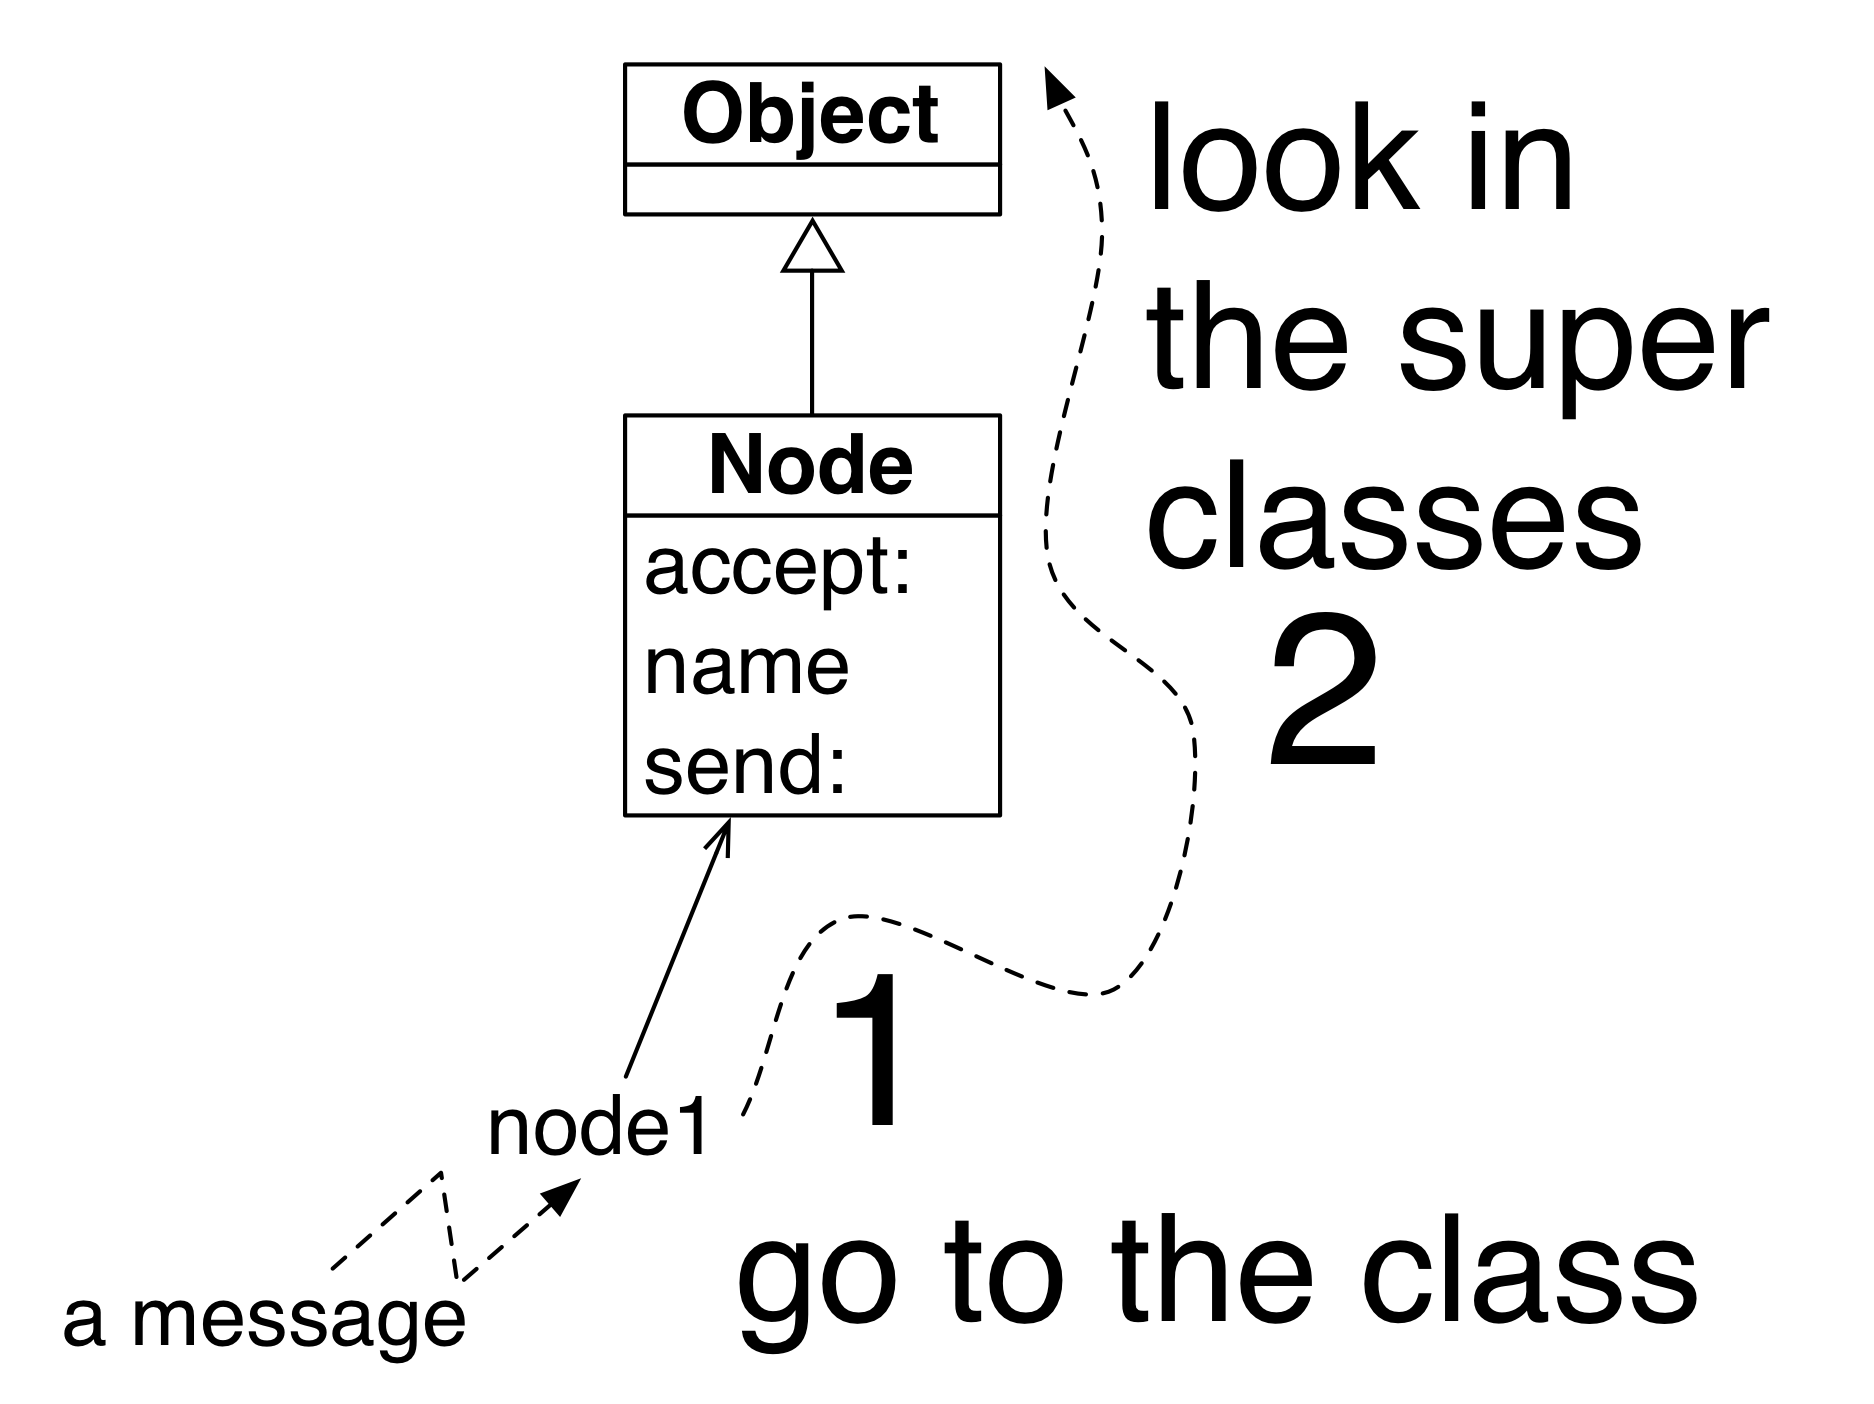 Object
look in
the super
classes
2
Node
accept:
name
send:
1
node1
go to the class
a message